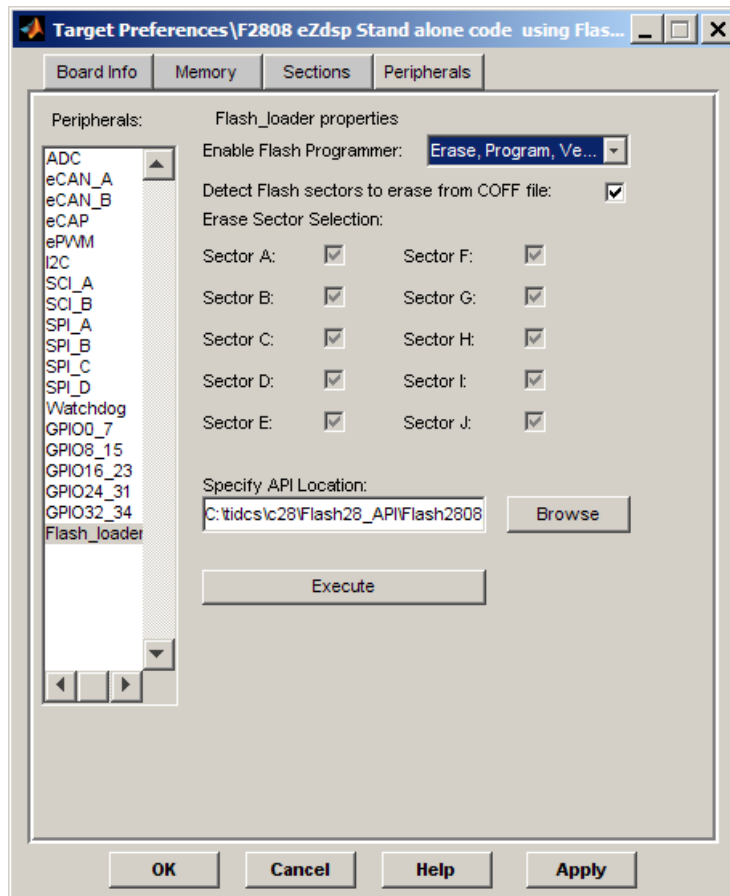 Target Preferences\F2808 eZdsp Stand alone code using Flas...
Board Info Memory Sections Peripherals
Peripherals:
ADC
eCAN_A
eCAN_B
eCAP
ePWM
I2C
SCI_A
SCI_B
SPI_A
SPI_B
SPI_C
SPI_D
Watchdog
GPIO0_7
GPIO8_15
GPIO16_23
GPIO24_31
GPIO32_34
Flash_loader
Flash_loader properties
Enable Flash Programmer: Erase, Program, Ve...
Detect Flash sectors to erase from COFF file:
Erase Sector Selection:
Sector A: Sector F:
Sector B: Sector G:
Sector C: Sector H:
Sector D: Sector I:
Sector E: Sector J:
Specify API Location:
C:\tidcs\c28\Flash28_API\Flash2808 Browse
Execute
OK Cancel Help Apply